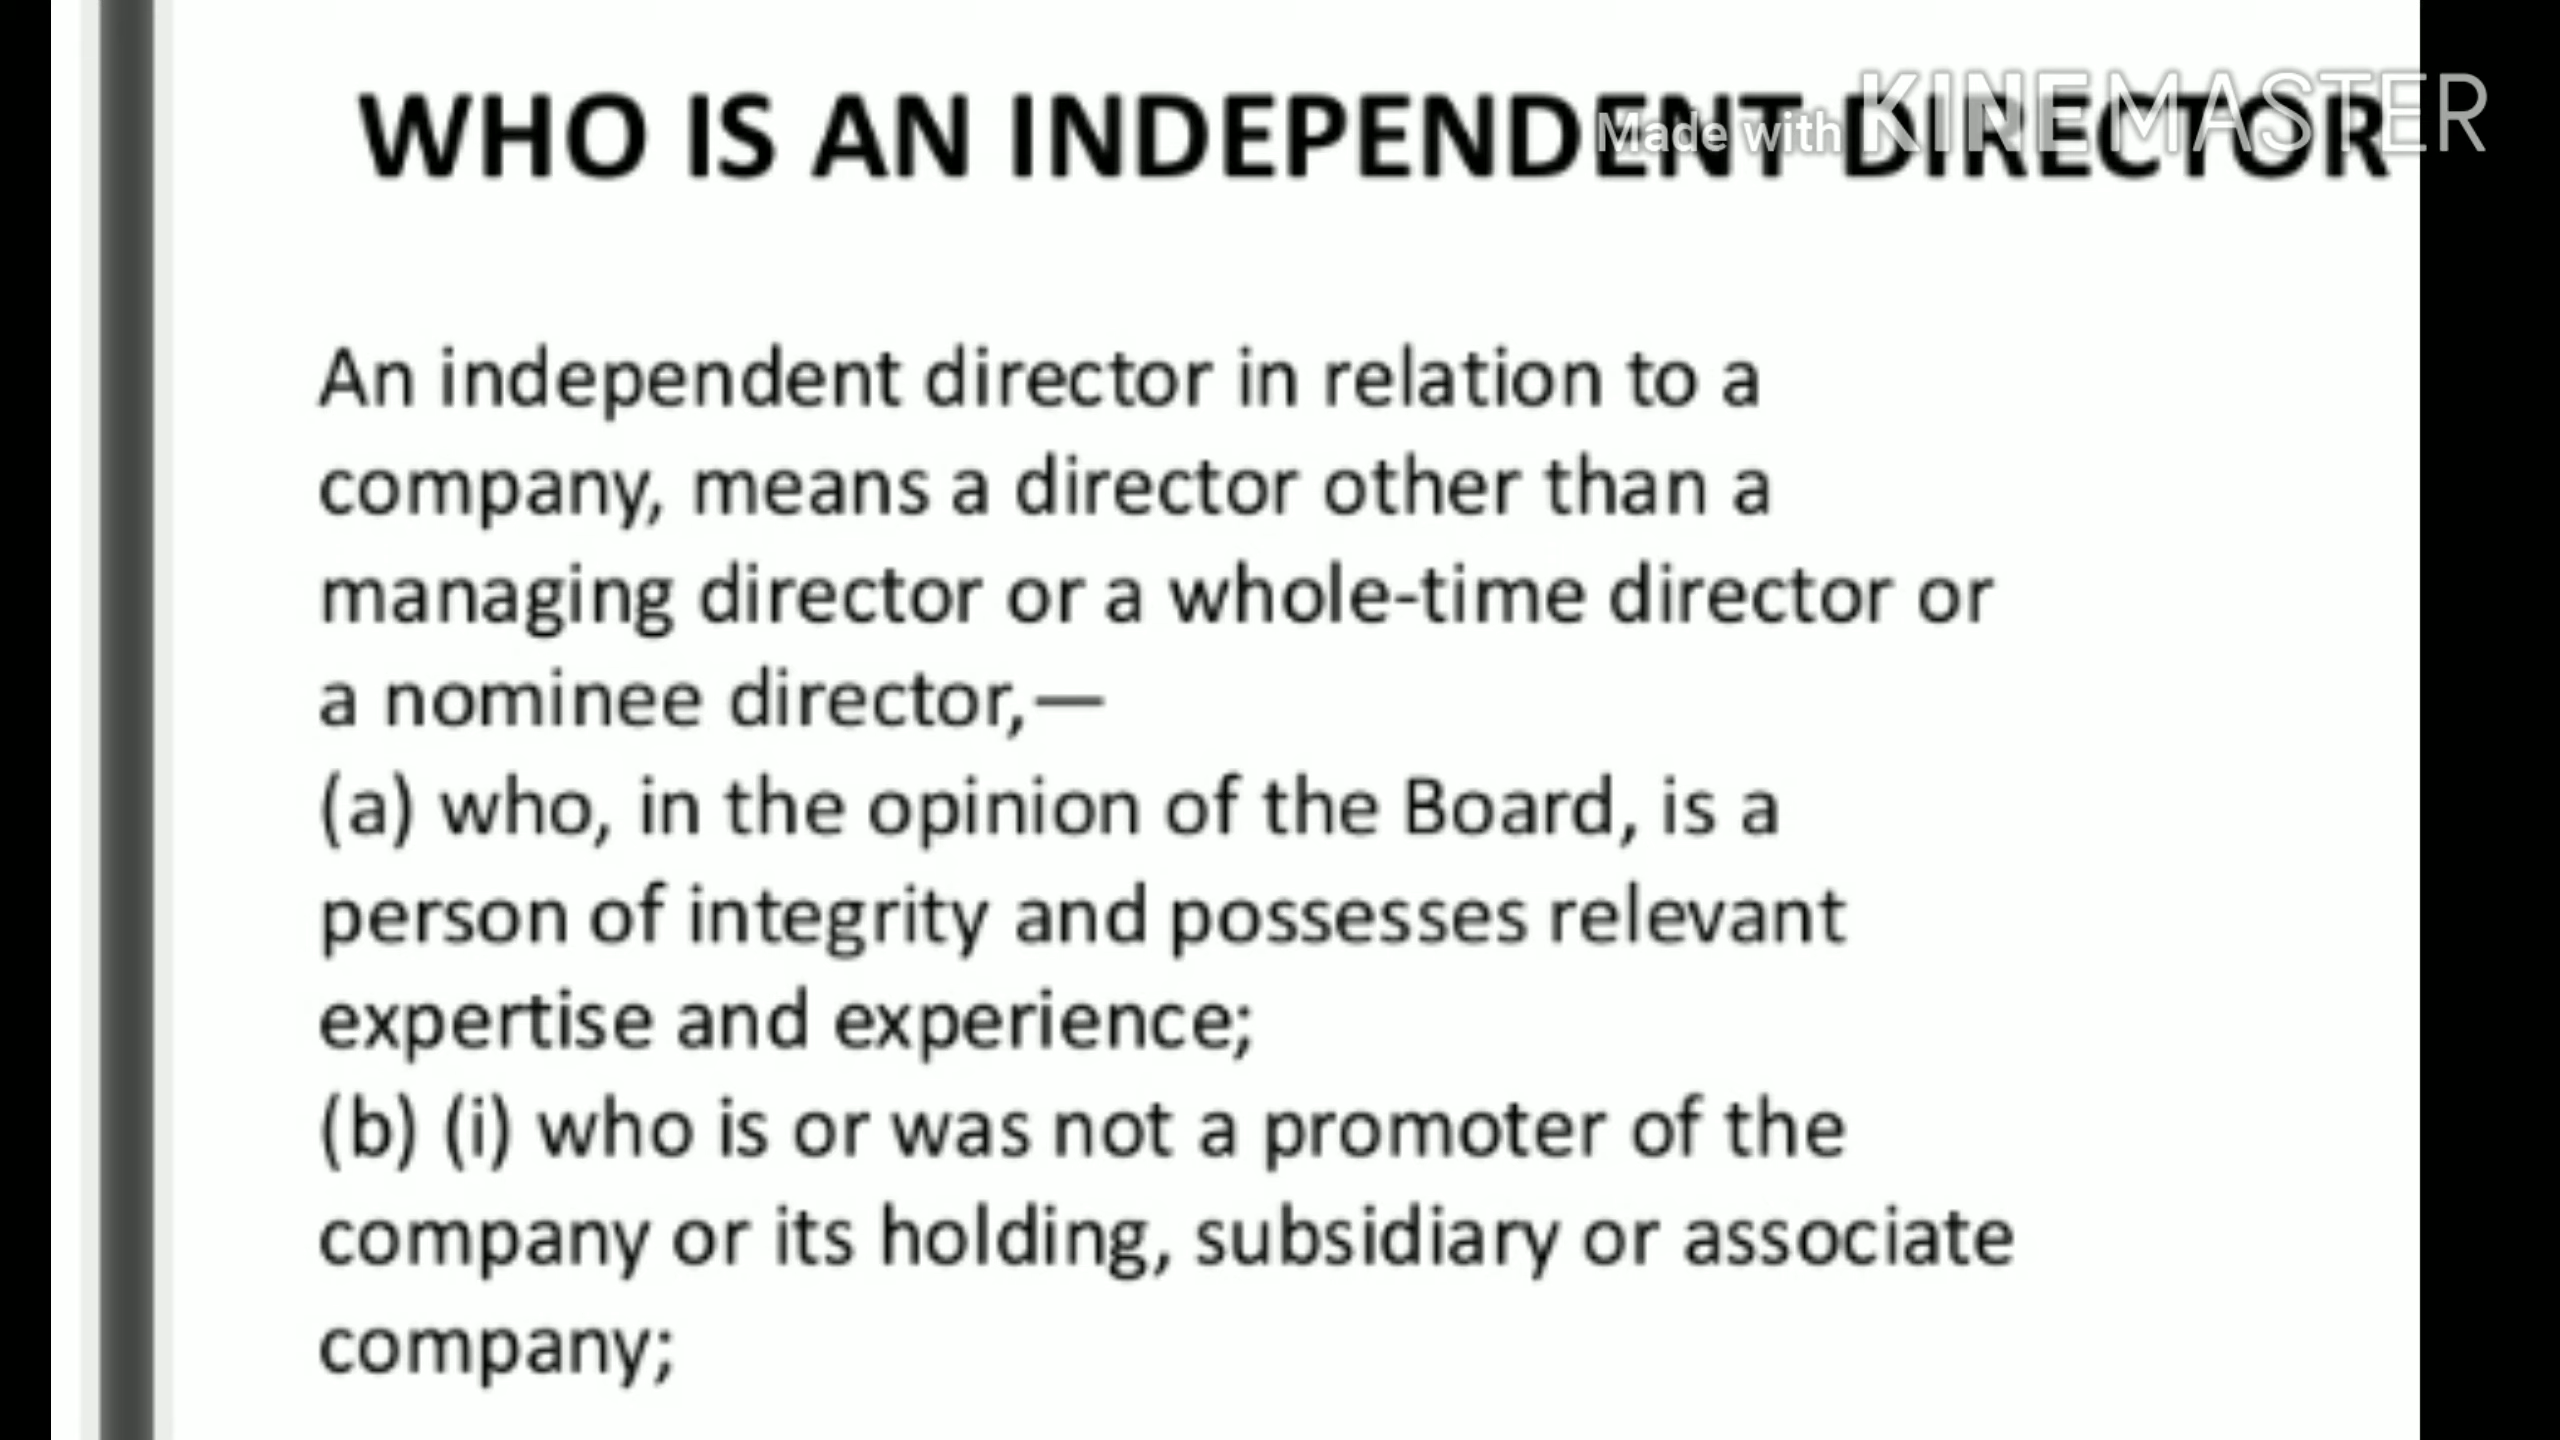 WHO IS AN INDEPENDENT DIRECTOR
Made with KINEMASTER
An independent director in relation to a
company, means a director other than a
managing director or a whole-time director or
a nominee director,—
(a) who, in the opinion of the Board, is a
person of integrity and possesses relevant
expertise and experience;
(b) (i) who is or was not a promoter of the
company or its holding, subsidiary or associate
company;